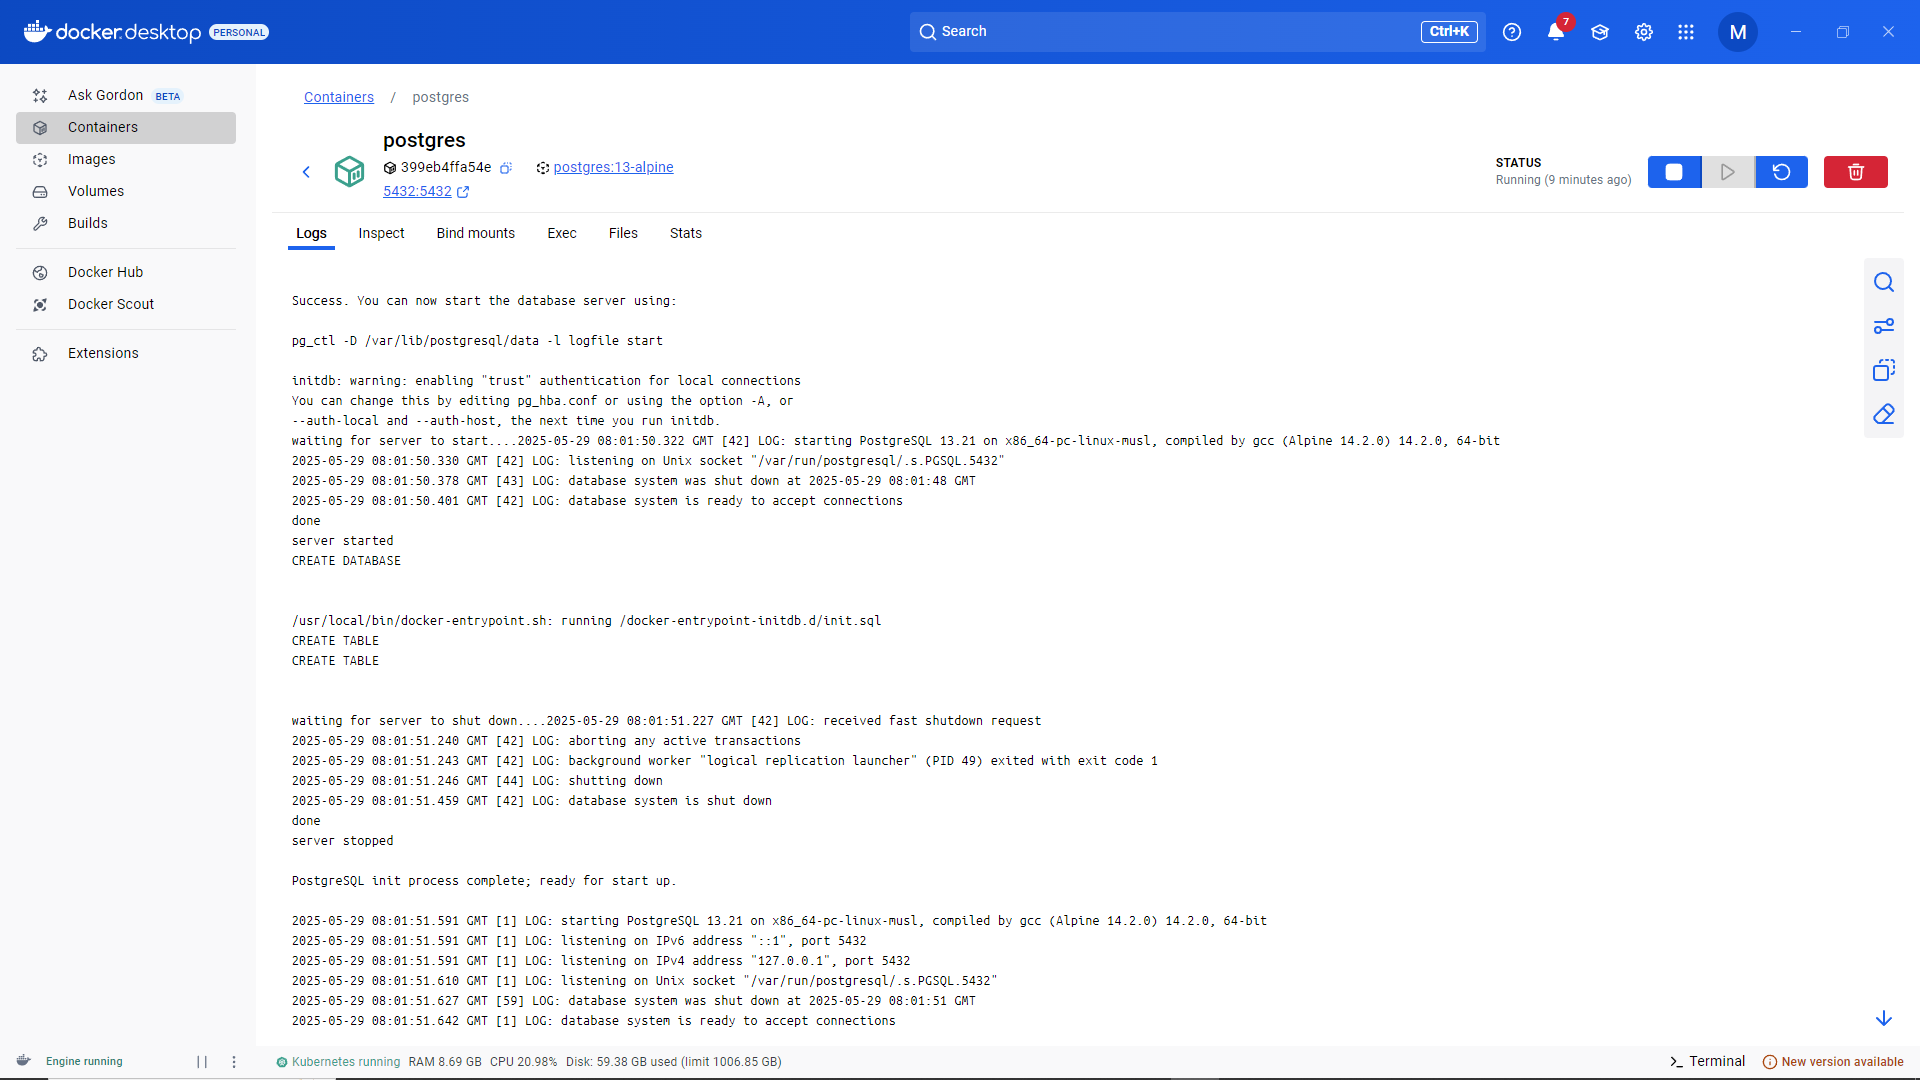 docker.desktop PERSONAL
Search Ctrl+K 7 M
Ask Gordon BETA
Containers
Images
Volumes
Builds
Docker Hub
Docker Scout
Extensions
Containers / postgres
postgres
399eb4ffa54e postgres:13-alpine
5432:5432
STATUS
Running (9 minutes ago)
Logs Inspect Bind mounts Exec Files Stats
Success. You can now start the database server using:
pg_ctl -D /var/lib/postgresql/data -l logfile start
initdb: warning: enabling "trust" authentication for local connections
You can change this by editing pg_hba.conf or using the option -A, or
--auth-local and --auth-host, the next time you run initdb.
waiting for server to start....2025-05-29 08:01:50.322 GMT [42] LOG: starting PostgreSQL 13.21 on x86_64-pc-linux-musl, compiled by gcc (Alpine 14.2.0) 14.2.0, 64-bit
2025-05-29 08:01:50.330 GMT [42] LOG: listening on Unix socket "/var/run/postgresql/.s.PGSQL.5432"
2025-05-29 08:01:50.378 GMT [43] LOG: database system was shut down at 2025-05-29 08:01:48 GMT
2025-05-29 08:01:50.401 GMT [42] LOG: database system is ready to accept connections
done
server started
CREATE DATABASE
/usr/local/bin/docker-entrypoint.sh: running /docker-entrypoint-initdb.d/init.sql
CREATE TABLE
CREATE TABLE
waiting for server to shut down....2025-05-29 08:01:51.227 GMT [42] LOG: received fast shutdown request
2025-05-29 08:01:51.240 GMT [42] LOG: aborting any active transactions
2025-05-29 08:01:51.243 GMT [42] LOG: background worker "logical replication launcher" (PID 49) exited with exit code 1
2025-05-29 08:01:51.246 GMT [44] LOG: shutting down
2025-05-29 08:01:51.459 GMT [42] LOG: database system is shut down
done
server stopped
PostgreSQL init process complete; ready for start up.
2025-05-29 08:01:51.591 GMT [1] LOG: starting PostgreSQL 13.21 on x86_64-pc-linux-musl, compiled by gcc (Alpine 14.2.0) 14.2.0, 64-bit
2025-05-29 08:01:51.591 GMT [1] LOG: listening on IPv6 address "::1", port 5432
2025-05-29 08:01:51.591 GMT [1] LOG: listening on IPv4 address "127.0.0.1", port 5432
2025-05-29 08:01:51.610 GMT [1] LOG: listening on Unix socket "/var/run/postgresql/.s.PGSQL.5432"
2025-05-29 08:01:51.627 GMT [59] LOG: database system was shut down at 2025-05-29 08:01:51 GMT
2025-05-29 08:01:51.642 GMT [1] LOG: database system is ready to accept connections
Engine running Kubernetes running RAM 8.69 GB CPU 20.98% Disk: 59.38 GB used (limit 1006.85 GB) Terminal New version available